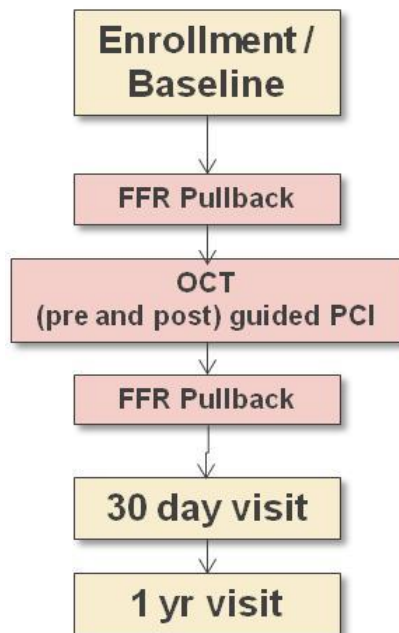 Enrollment /
Baseline
FFR Pullback
OCT
(pre and post) guided PCI
FFR Pullback
30 day visit
1 yr visit